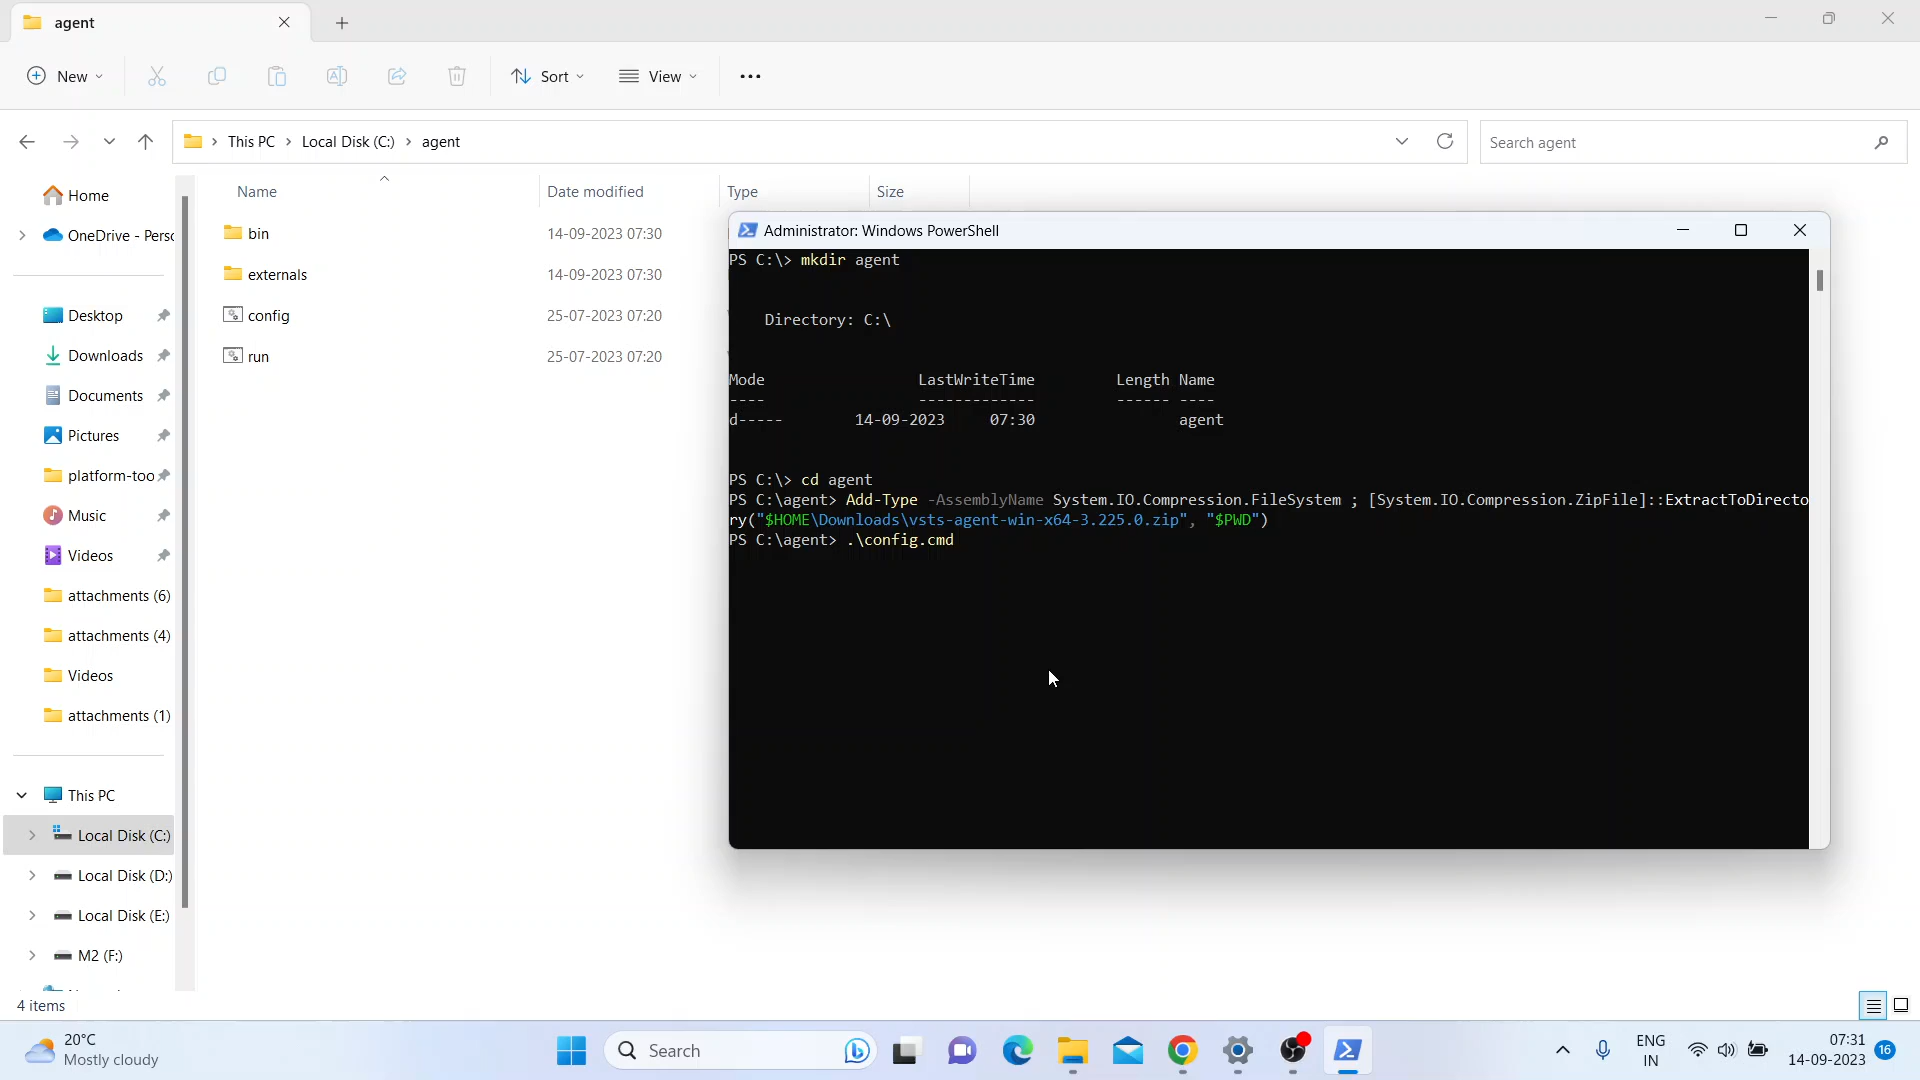 agent
New
Sort
View
This PC
Local Disk (C:)
agent
Search agent
Home
OneDrive - Perso
Desktop
Downloads
Documents
Pictures
platform-too
Music
Videos
attachments (6)
attachments (4)
Videos
attachments (1)
This PC
Local Disk (C:)
Local Disk (D:)
Local Disk (E:)
M2 (F:)
Name Date modified Type Size
bin 14-09-2023 07:30
externals 14-09-2023 07:30
config 25-07-2023 07:20
run 25-07-2023 07:20
Administrator: Windows PowerShell
PS C:\> mkdir agent
Directory: C:\
Mode LastWriteTime Length Name
---- ------------- ------ ----
d----- 14-09-2023 07:30 agent
PS C:\> cd agent
PS C:\agent> Add-Type -AssemblyName System.IO.Compression.FileSystem ; [System.IO.Compression.ZipFile]::ExtractToDirecto
ry("$HOME\Downloads\vsts-agent-win-x64-3.225.0.zip", "$PWD")
PS C:\agent> .\config.cmd
4 items
20°C
Mostly cloudy
Search
ENG
IN
07:31
14-09-2023
16